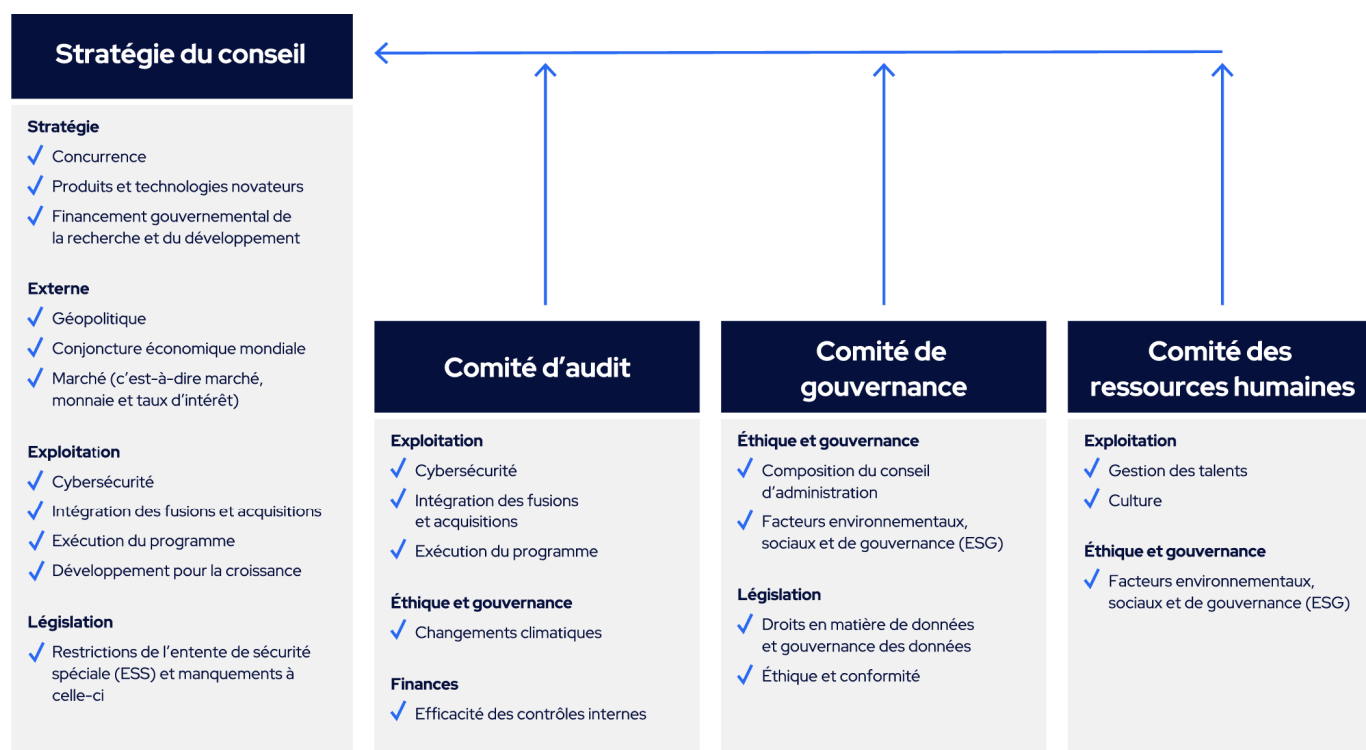 Stratégie du conseil
Stratégie
Concurrence
Produits et technologies novateurs
Financement gouvernemental de
la recherche et du développement
Externe
Géopolitique
Conjoncture économique mondiale
Marché (c’est-à-dire marché,
monnaie et taux d’intérêt)
Exploitation
Cybersécurité
Intégration des fusions et acquisitions
Exécution du programme
Développement pour la croissance
Législation
Restrictions de l’entente de sécurité
spéciale (ESS) et manquements à
celle-ci
Comité d’audit
Exploitation
Cybersécurité
Intégration des fusions
et acquisitions
Exécution du programme
Éthique et gouvernance
Changements climatiques
Finances
Efficacité des contrôles internes
Comité de
gouvernance
Éthique et gouvernance
Composition du conseil
d’administration
Facteurs environnementaux,
sociaux et de gouvernance (ESG)
Législation
Droits en matière de données
et gouvernance des données
Éthique et conformité
Comité des
ressources humaines
Exploitation
Gestion des talents
Culture
Éthique et gouvernance
Facteurs environnementaux,
sociaux et de gouvernance (ESG)